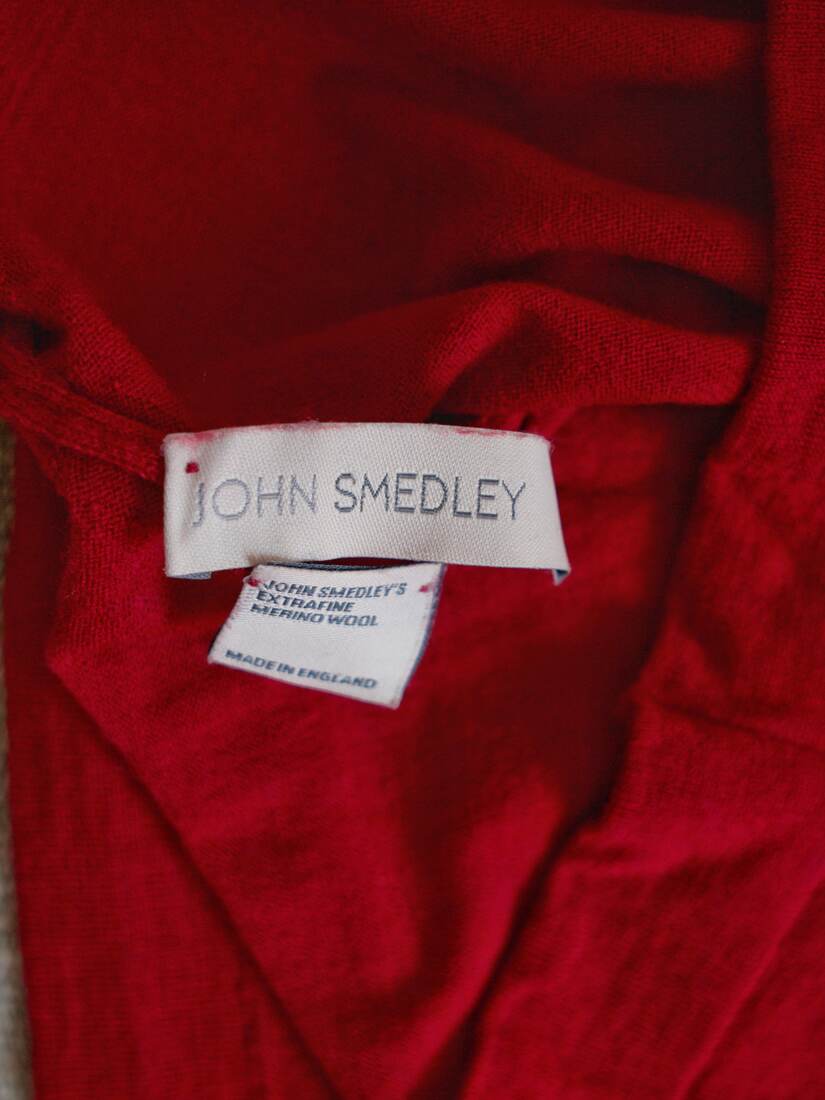 JOHN SMEDLEY
JOHN SMEDLEY'S
EXTRAFINE
MERINO WOOL
MADE IN ENGLAND